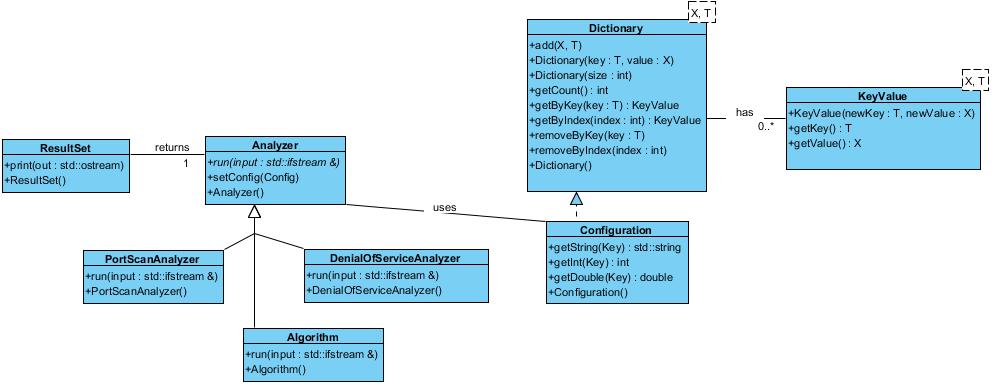 X, T
Dictionary
+add(X, T)
+Dictionary(key : T, value : X)
+Dictionary(size : int)
+getCount() : int
+getByKey(key : T) : KeyValue
+getByIndex(index : int) : KeyValue
+removeByKey(key : T)
+removeByIndex(index : int)
+Dictionary()
has
0..*
X, T
KeyValue
+KeyValue(newKey : T, newValue : X)
+getKey() : T
+getValue() : X
ResultSet
+print(out : std::ostream)
+ResultSet()
returns
1
Analyzer
+run(input : std::ifstream &)
+setConfig(Config)
+Analyzer()
uses
Configuration
+getString(Key) : std::string
+getInt(Key) : int
+getDouble(Key) : double
+Configuration()
PortScanAnalyzer
+run(input : std::ifstream &)
+PortScanAnalyzer()
DenialOfServiceAnalyzer
+run(input : std::ifstream &)
+DenialOfServiceAnalyzer()
Algorithm
+run(input : std::ifstream &)
+Algorithm()